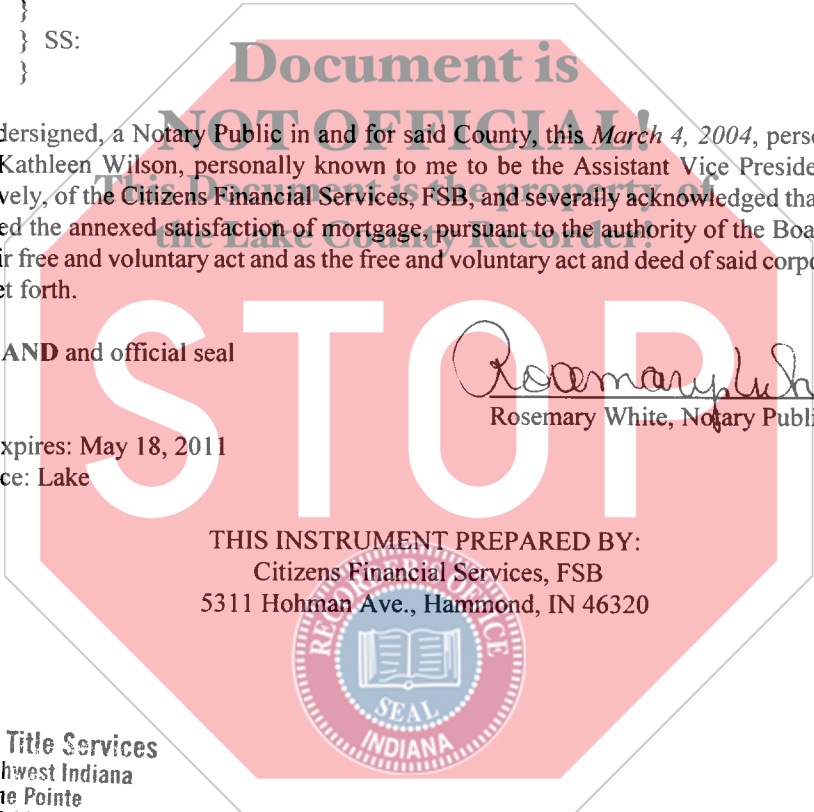 }
} SS:
}
Document is
NOT OFFICIAL!
dersigned, a Notary Public in and for said County, this March 4, 2004, perso
Kathleen Wilson, personally known to me to be the Assistant Vice Preside
This Document is the property of
vely, of the Citizens Financial Services, FSB, and severally acknowledged tha
the Lake County Recorder!
ed the annexed satisfaction of mortgage, pursuant to the authority of the Boa
ir free and voluntary act and as the free and voluntary act and deed of said corpo
et forth.
STOP
AND and official seal
Rosemary White, Notary Publi
xpires: May 18, 2011
ce: Lake
THIS INSTRUMENT PREPARED BY:
Citizens Financial Services, FSB
5311 Hohman Ave., Hammond, IN 46320
RECORDER'S OFFICE
SEAL
INDIANA
Title Services
hwest Indiana
ne Pointe